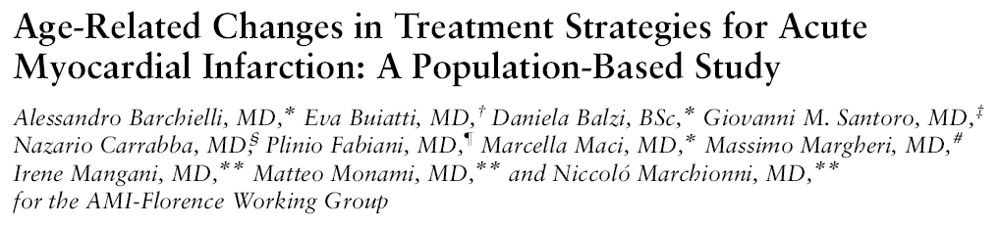 Age-Related Changes in Treatment Strategies for Acute
Myocardial Infarction: A Population-Based Study
Alessandro Barchielli, MD,* Eva Buiatti, MD,† Daniela Balzi, BSc,* Giovanni M. Santoro, MD,‡
Nazario Carrabba, MD,§ Plinio Fabiani, MD,¶ Marcella Maci, MD,* Massimo Margheri, MD,#
Irene Mangani, MD,** Matteo Monami, MD,** and Niccoló Marchionni, MD,**
for the AMI-Florence Working Group